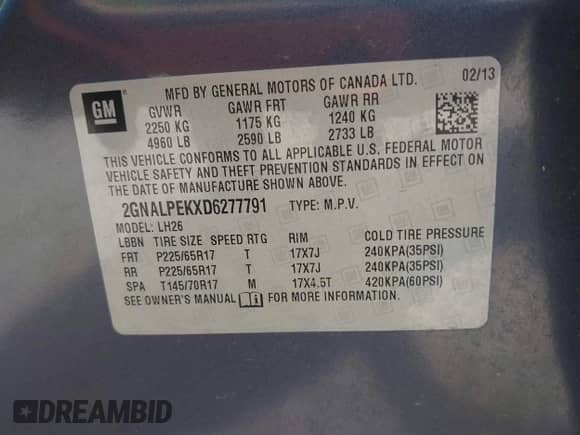 MFD BY GENERAL MOTORS OF CANADA LTD. 02/13
GM
GVWR GAWR FRT GAWR RR
2250 KG 1175 KG 1240 KG
4960 LB 2590 LB 2733 LB
THIS VEHICLE CONFORMS TO ALL APPLICABLE U.S. FEDERAL MOTOR
VEHICLE SAFETY AND THEFT PREVENTION STANDARDS IN EFFECT ON
THE DATE OF MANUFACTURE SHOWN ABOVE.
2GNALPEKXD6277791 TYPE: M.P.V.
MODEL: LH26
LBBN TIRE SIZE SPEED RTG RIM COLD TIRE PRESSURE
FRT P225/65R17 T 17X7J 240KPA(35PSI)
RR P225/65R17 T 17X7J 240KPA(35PSI)
SPA T145/70R17 M 17X4.5T 420KPA(60PSI)
SEE OWNER'S MANUAL FOR MORE INFORMATION.
DREAMBID